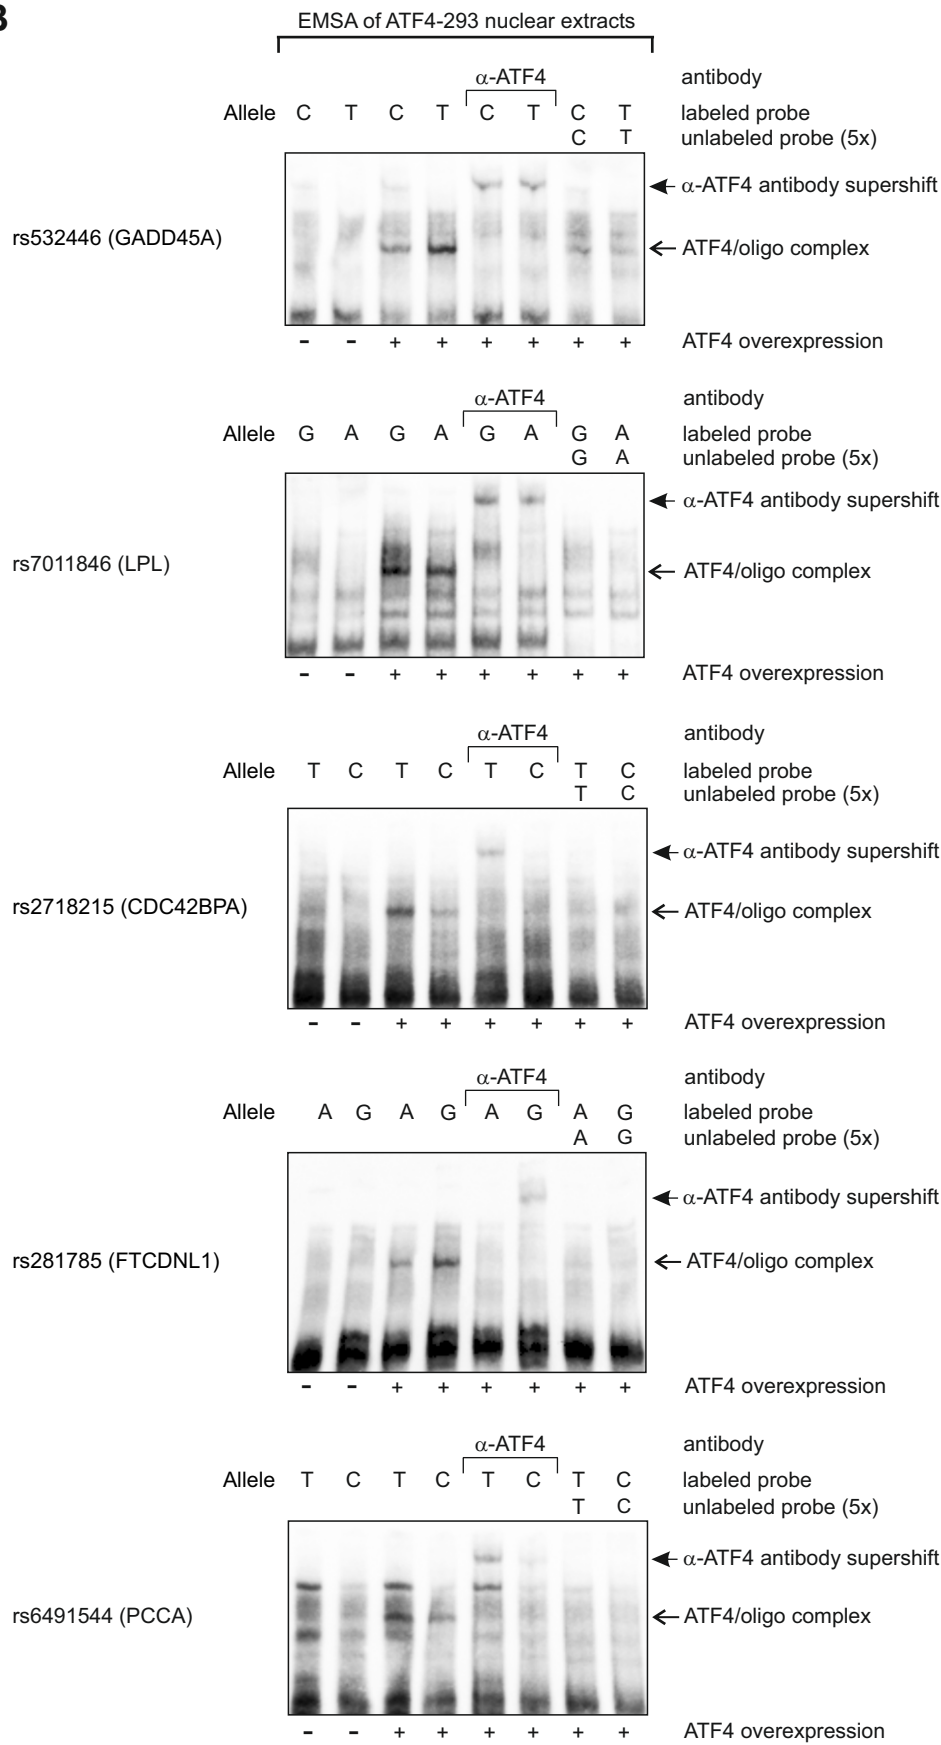 B
EMSA of ATF4-293 nuclear extracts
α-ATF4 antibody
Allele C T C T C T C T labeled probe
C T unlabeled probe (5x)
α-ATF4 antibody supershift
rs532446 (GADD45A)
ATF4/oligo complex
- - + + + + + + ATF4 overexpression
α-ATF4 antibody
Allele G A G A G A G A labeled probe
G A unlabeled probe (5x)
α-ATF4 antibody supershift
rs7011846 (LPL)
ATF4/oligo complex
- - + + + + + + ATF4 overexpression
α-ATF4 antibody
Allele T C T C T C T C labeled probe
T C unlabeled probe (5x)
α-ATF4 antibody supershift
rs2718215 (CDC42BPA)
ATF4/oligo complex
- - + + + + + + ATF4 overexpression
α-ATF4 antibody
Allele A G A G A G A G labeled probe
A G unlabeled probe (5x)
α-ATF4 antibody supershift
rs281785 (FTCDNL1)
ATF4/oligo complex
- - + + + + + + ATF4 overexpression
α-ATF4 antibody
Allele T C T C T C T C labeled probe
T C unlabeled probe (5x)
α-ATF4 antibody supershift
rs6491544 (PCCA)
ATF4/oligo complex
- - + + + + + + ATF4 overexpression